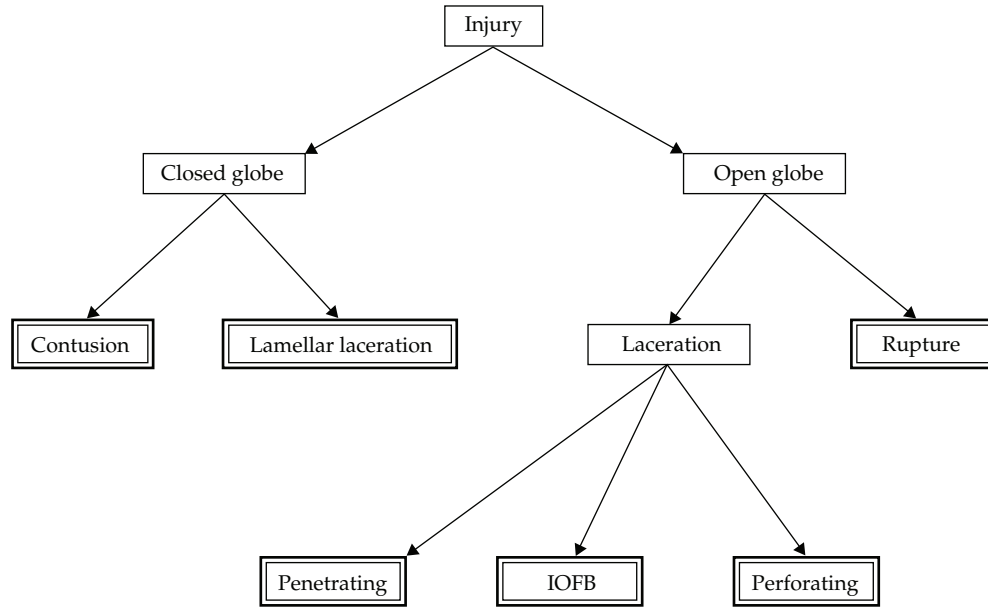 Injury
Closed globe
Open globe
Contusion
Lamellar laceration
Laceration
Rupture
Penetrating
IOFB
Perforating